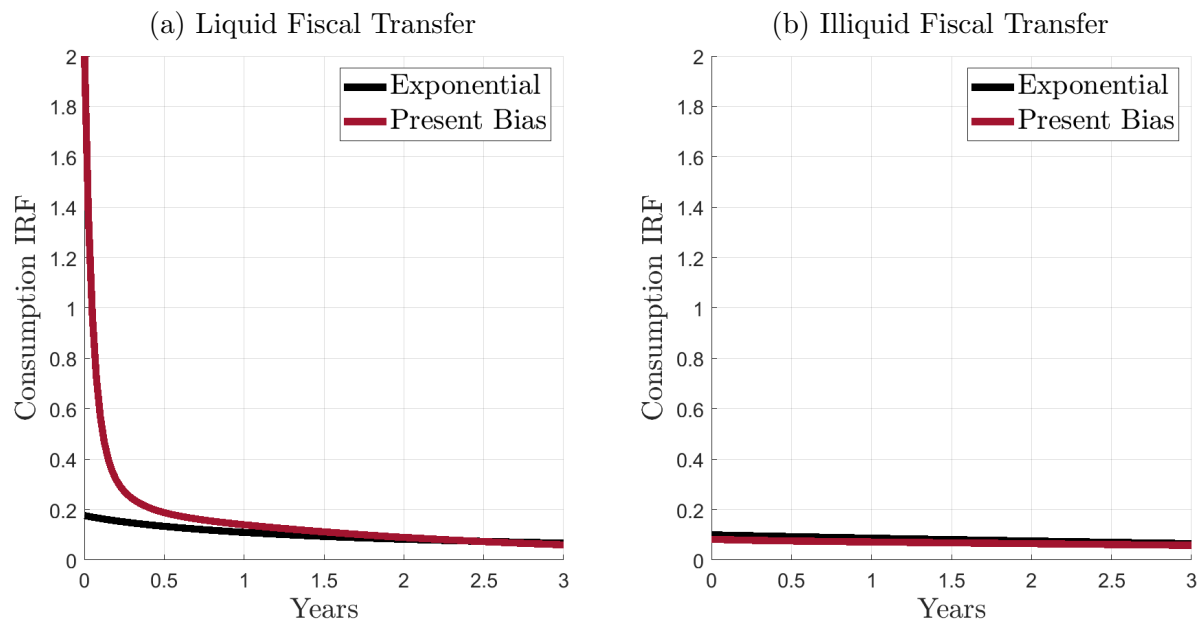 (a) Liquid Fiscal Transfer
2
1.8
1.6
1.4
1.2
1
0.8
0.6
0.4
0.2
0
Consumption IRF
Exponential
Present Bias
0 0.5 1 1.5 2 2.5 3
Years
(b) Illiquid Fiscal Transfer
2
1.8
1.6
1.4
1.2
1
0.8
0.6
0.4
0.2
0
Consumption IRF
Exponential
Present Bias
0 0.5 1 1.5 2 2.5 3
Years